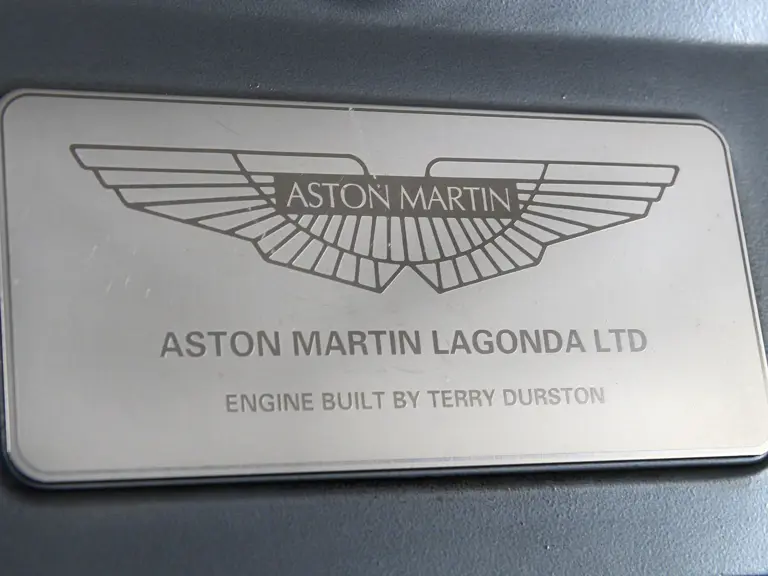 ASTON MARTIN
ASTON MARTIN LAGONDA LTD
ENGINE BUILT BY TERRY DURSTON